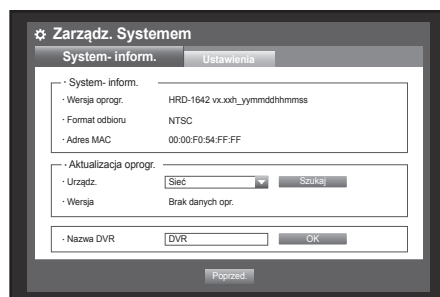 Zarządz. Systemem
System- inform. Ustawienia
· System- inform.
· Wersja oprogr. HRD-1642 vx.xxh_yymmddhhmmss
· Format odbioru NTSC
· Adres MAC 00:00:F0:54:FF:FF
· Aktualizacja oprogr.
· Urządz. Sieć Szukaj
· Wersja Brak danych opr.
· Nazwa DVR DVR OK
Poprzed.